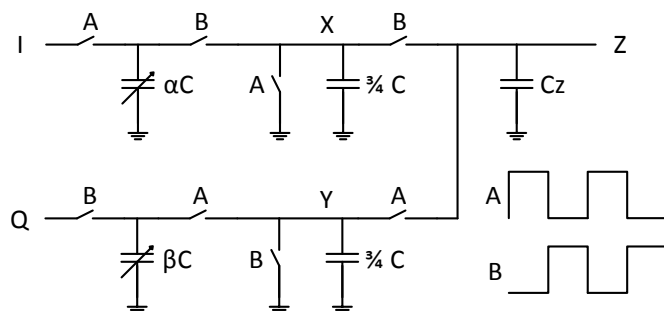 I A B X B Z
αC A ¾ C Cz
Q B A Y A A
βC B ¾ C B